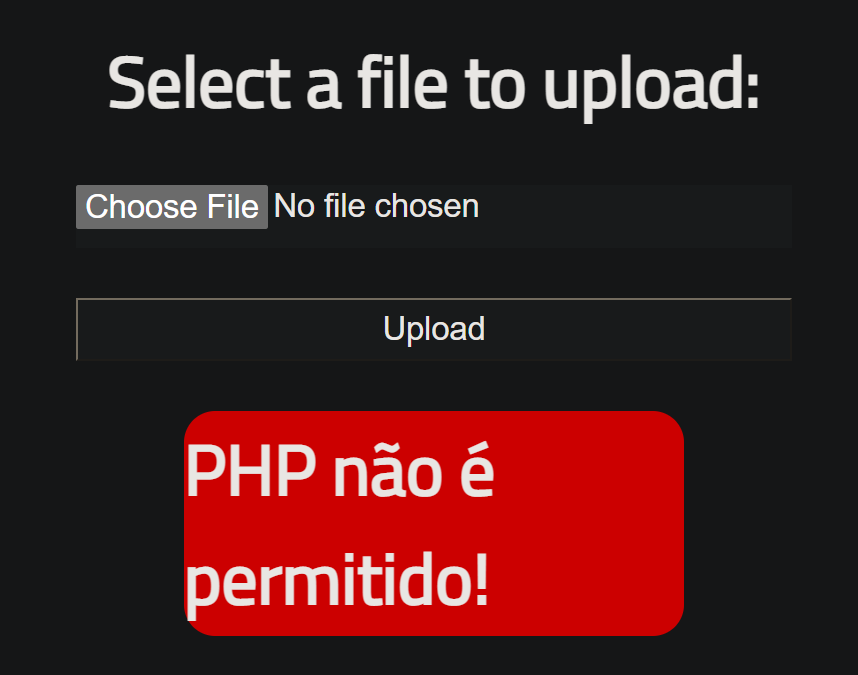 Select a file to upload:
Choose File No file chosen
Upload
PHP não é
permitido!